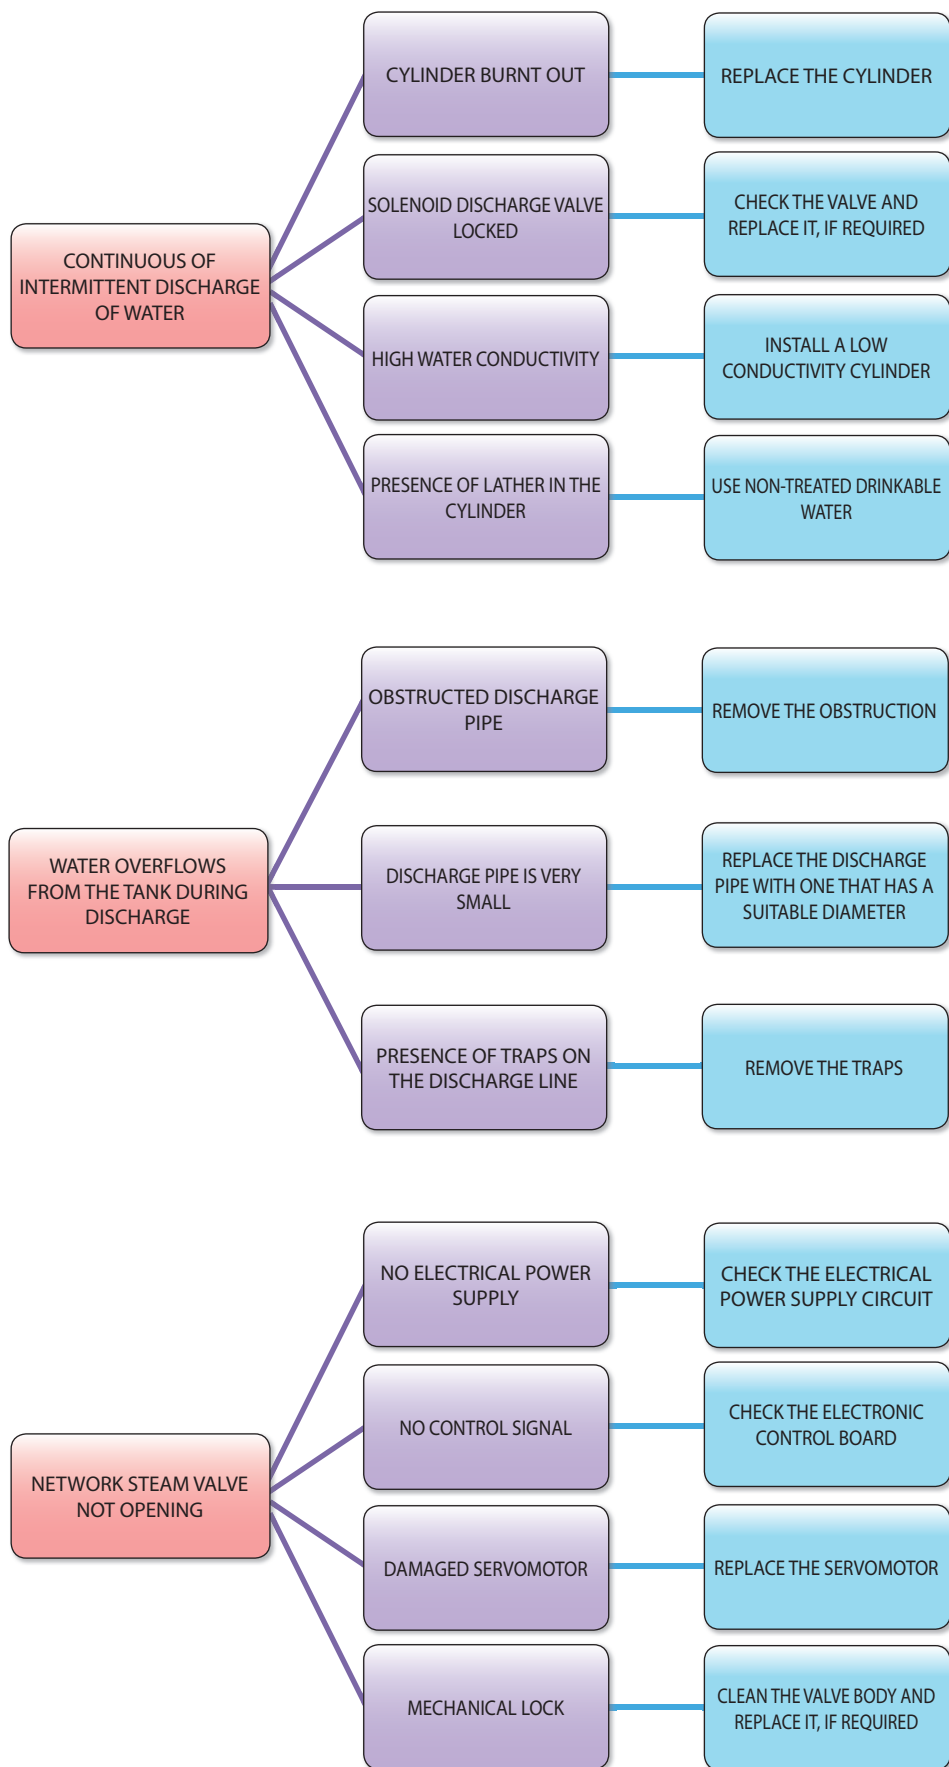 CYLINDER BURNT OUT
REPLACE THE CYLINDER
SOLENOID DISCHARGE VALVE
LOCKED
CHECK THE VALVE AND
REPLACE IT, IF REQUIRED
CONTINUOUS OF
INTERMITTENT DISCHARGE
OF WATER
HIGH WATER CONDUCTIVITY
INSTALL A LOW
CONDUCTIVITY CYLINDER
PRESENCE OF LATHER IN THE
CYLINDER
USE NON-TREATED DRINKABLE
WATER
OBSTRUCTED DISCHARGE
PIPE
REMOVE THE OBSTRUCTION
WATER OVERFLOWS
FROM THE TANK DURING
DISCHARGE
DISCHARGE PIPE IS VERY
SMALL
REPLACE THE DISCHARGE
PIPE WITH ONE THAT HAS A
SUITABLE DIAMETER
PRESENCE OF TRAPS ON
THE DISCHARGE LINE
REMOVE THE TRAPS
NO ELECTRICAL POWER
SUPPLY
CHECK THE ELECTRICAL
POWER SUPPLY CIRCUIT
NO CONTROL SIGNAL
CHECK THE ELECTRONIC
CONTROL BOARD
NETWORK STEAM VALVE
NOT OPENING
DAMAGED SERVOMOTOR
REPLACE THE SERVOMOTOR
MECHANICAL LOCK
CLEAN THE VALVE BODY AND
REPLACE IT, IF REQUIRED